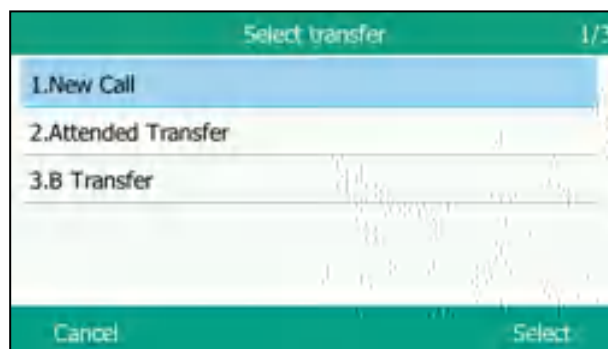 Select transfer 1/3
1.New Call
2.Attended Transfer
3.B Transfer
Cancel Select